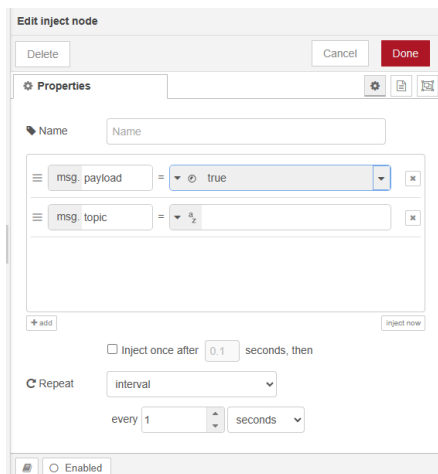 Edit inject node
Delete Cancel Done
Properties
Name Name
msg. payload = true
msg. topic = a z
+ add inject now
Inject once after 0.1 seconds, then
Repeat interval
every 1 seconds
Enabled